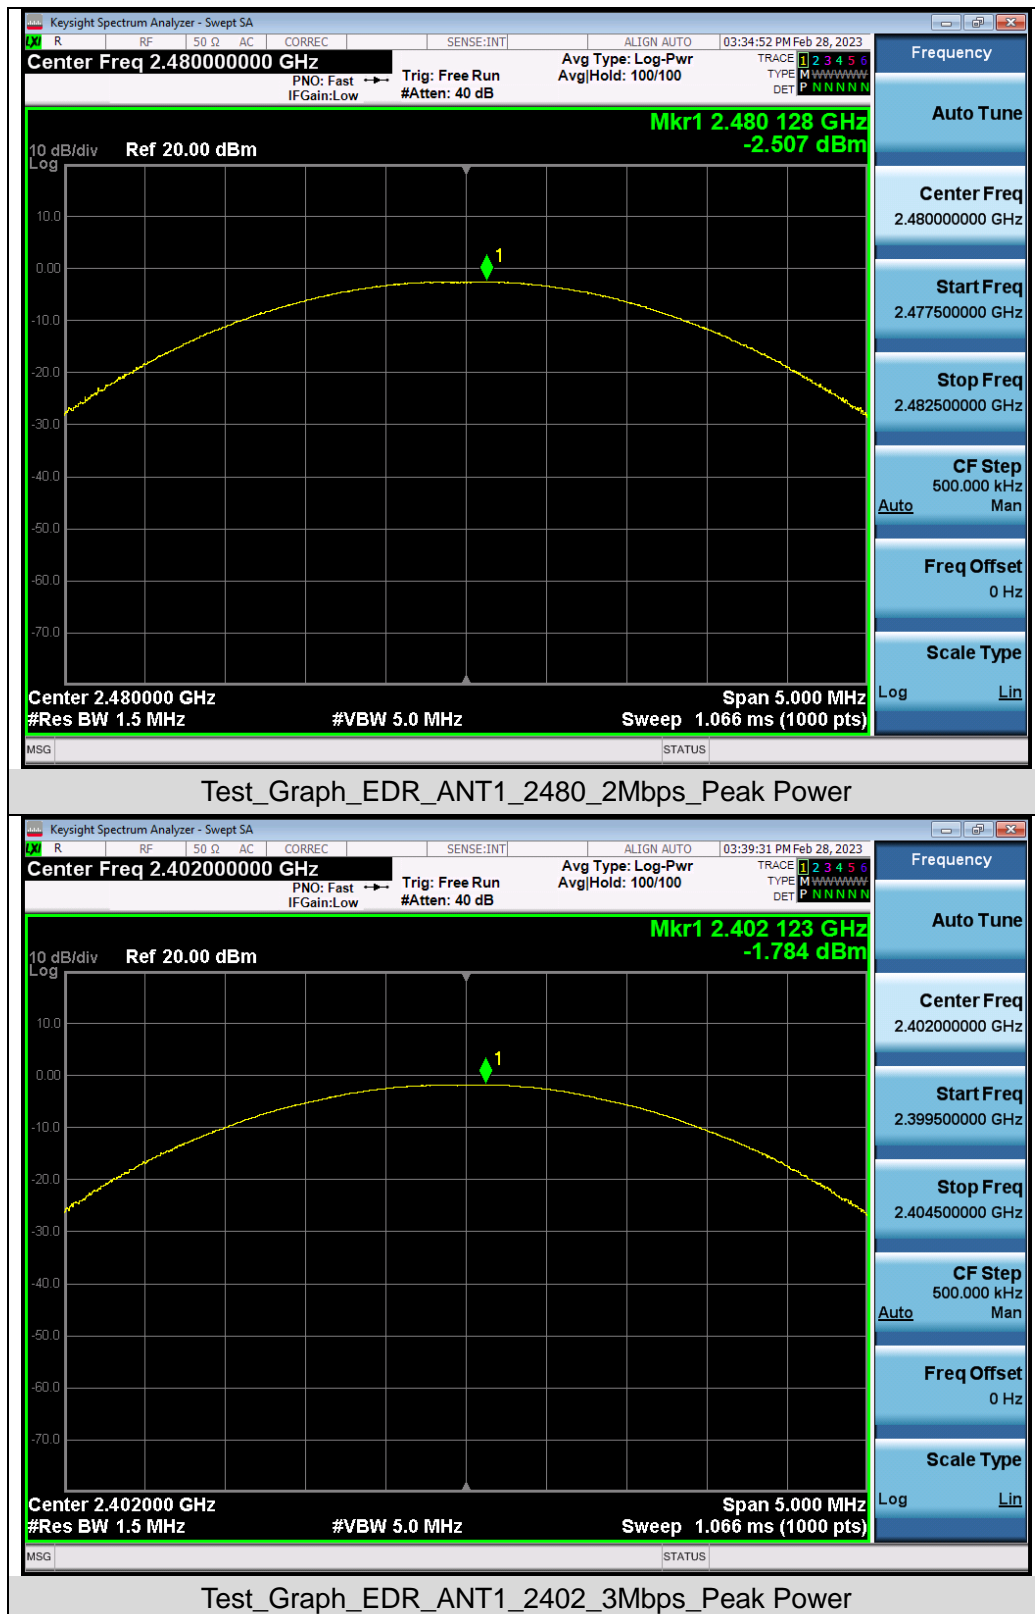 Keysight Spectrum Analyzer - Swept SA
LXI R RF 50 Ω AC CORREC SENSE:INT ALIGN AUTO 03:34:52 PM Feb 28, 2023
Center Freq 2.480000000 GHz
PNO: Fast
IFGain:Low
Trig: Free Run
#Atten: 40 dB
Avg Type: Log-Pwr
Avg|Hold: 100/100
TRACE 1 2 3 4 5 6
TYPE M WWWWW
DET P N N N N N
Mkr1 2.480 128 GHz
-2.507 dBm
10 dB/div Ref 20.00 dBm
Log
10.0
0.00
1
-10.0
-20.0
-30.0
-40.0
-50.0
-60.0
-70.0
Center 2.480000 GHz Span 5.000 MHz
#Res BW 1.5 MHz #VBW 5.0 MHz Sweep 1.066 ms (1000 pts)
MSG STATUS
Frequency
Auto Tune
Center Freq
2.480000000 GHz
Start Freq
2.477500000 GHz
Stop Freq
2.482500000 GHz
CF Step
500.000 kHz
Auto Man
Freq Offset
0 Hz
Scale Type
Log Lin
Test_Graph_EDR_ANT1_2480_2Mbps_Peak Power
Keysight Spectrum Analyzer - Swept SA
LXI R RF 50 Ω AC CORREC SENSE:INT ALIGN AUTO 03:39:31 PM Feb 28, 2023
Center Freq 2.402000000 GHz
PNO: Fast
IFGain:Low
Trig: Free Run
#Atten: 40 dB
Avg Type: Log-Pwr
Avg|Hold: 100/100
TRACE 1 2 3 4 5 6
TYPE M WWWWW
DET P N N N N N
Mkr1 2.402 123 GHz
-1.784 dBm
10 dB/div Ref 20.00 dBm
Log
10.0
0.00
1
-10.0
-20.0
-30.0
-40.0
-50.0
-60.0
-70.0
Center 2.402000 GHz Span 5.000 MHz
#Res BW 1.5 MHz #VBW 5.0 MHz Sweep 1.066 ms (1000 pts)
MSG STATUS
Frequency
Auto Tune
Center Freq
2.402000000 GHz
Start Freq
2.399500000 GHz
Stop Freq
2.404500000 GHz
CF Step
500.000 kHz
Auto Man
Freq Offset
0 Hz
Scale Type
Log Lin
Test_Graph_EDR_ANT1_2402_3Mbps_Peak Power